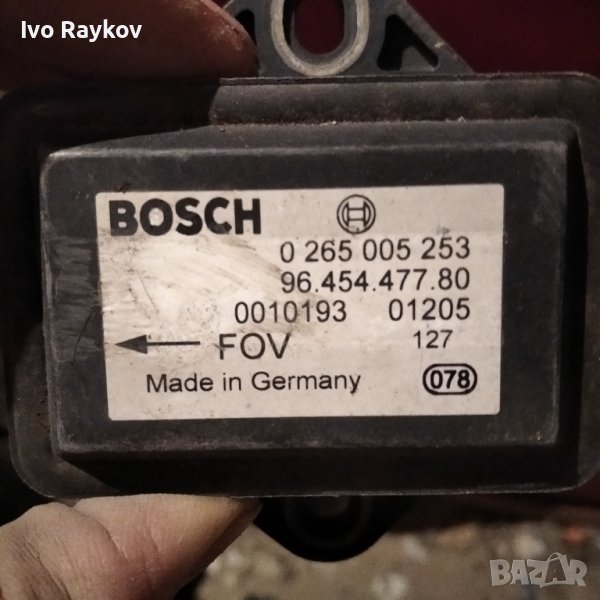 Ivo Raykov
BOSCH
0 265 005 253
96.454.477.80
0010193 01205
FOV 127
Made in Germany 078
BAZAR